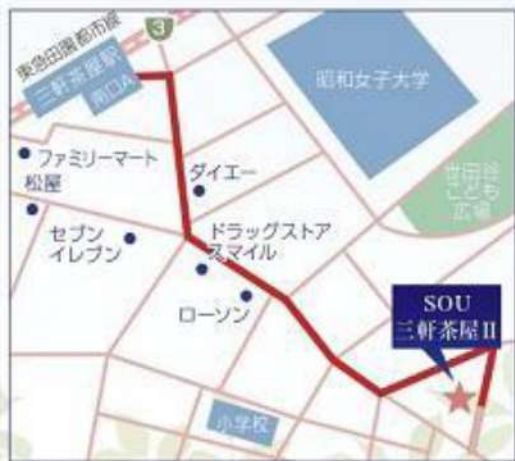 東急田園都市線
3
三軒茶屋駅
南口A
昭和女子大学
世田谷
こども
広場
ファミリーマート
松屋
ダイエー
セブン
イレブン
ドラッグストア
スマイル
ローソン
SOU
三軒茶屋Ⅱ
小学校